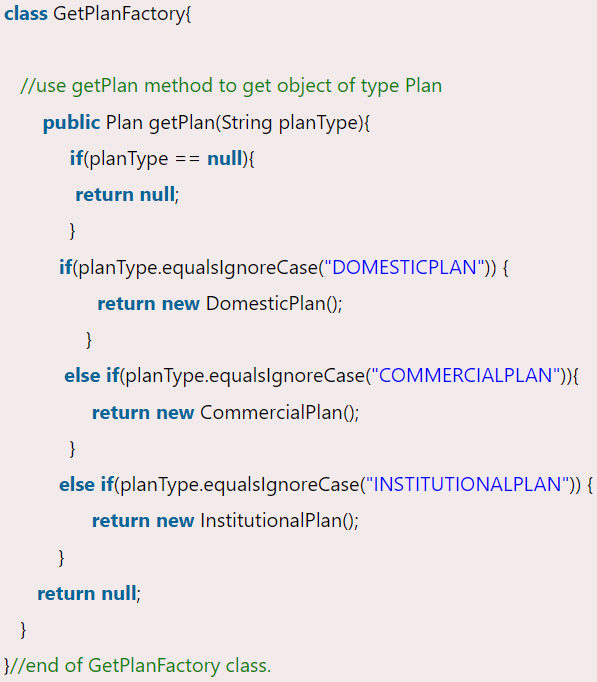 class GetPlanFactory{
//use getPlan method to get object of type Plan
public Plan getPlan(String planType){
if(planType == null){
return null;
}
if(planType.equalsIgnoreCase("DOMESTICPLAN")) {
return new DomesticPlan();
}
else if(planType.equalsIgnoreCase("COMMERCIALPLAN")){
return new CommercialPlan();
}
else if(planType.equalsIgnoreCase("INSTITUTIONALPLAN")) {
return new InstitutionalPlan();
}
return null;
}
}//end of GetPlanFactory class.